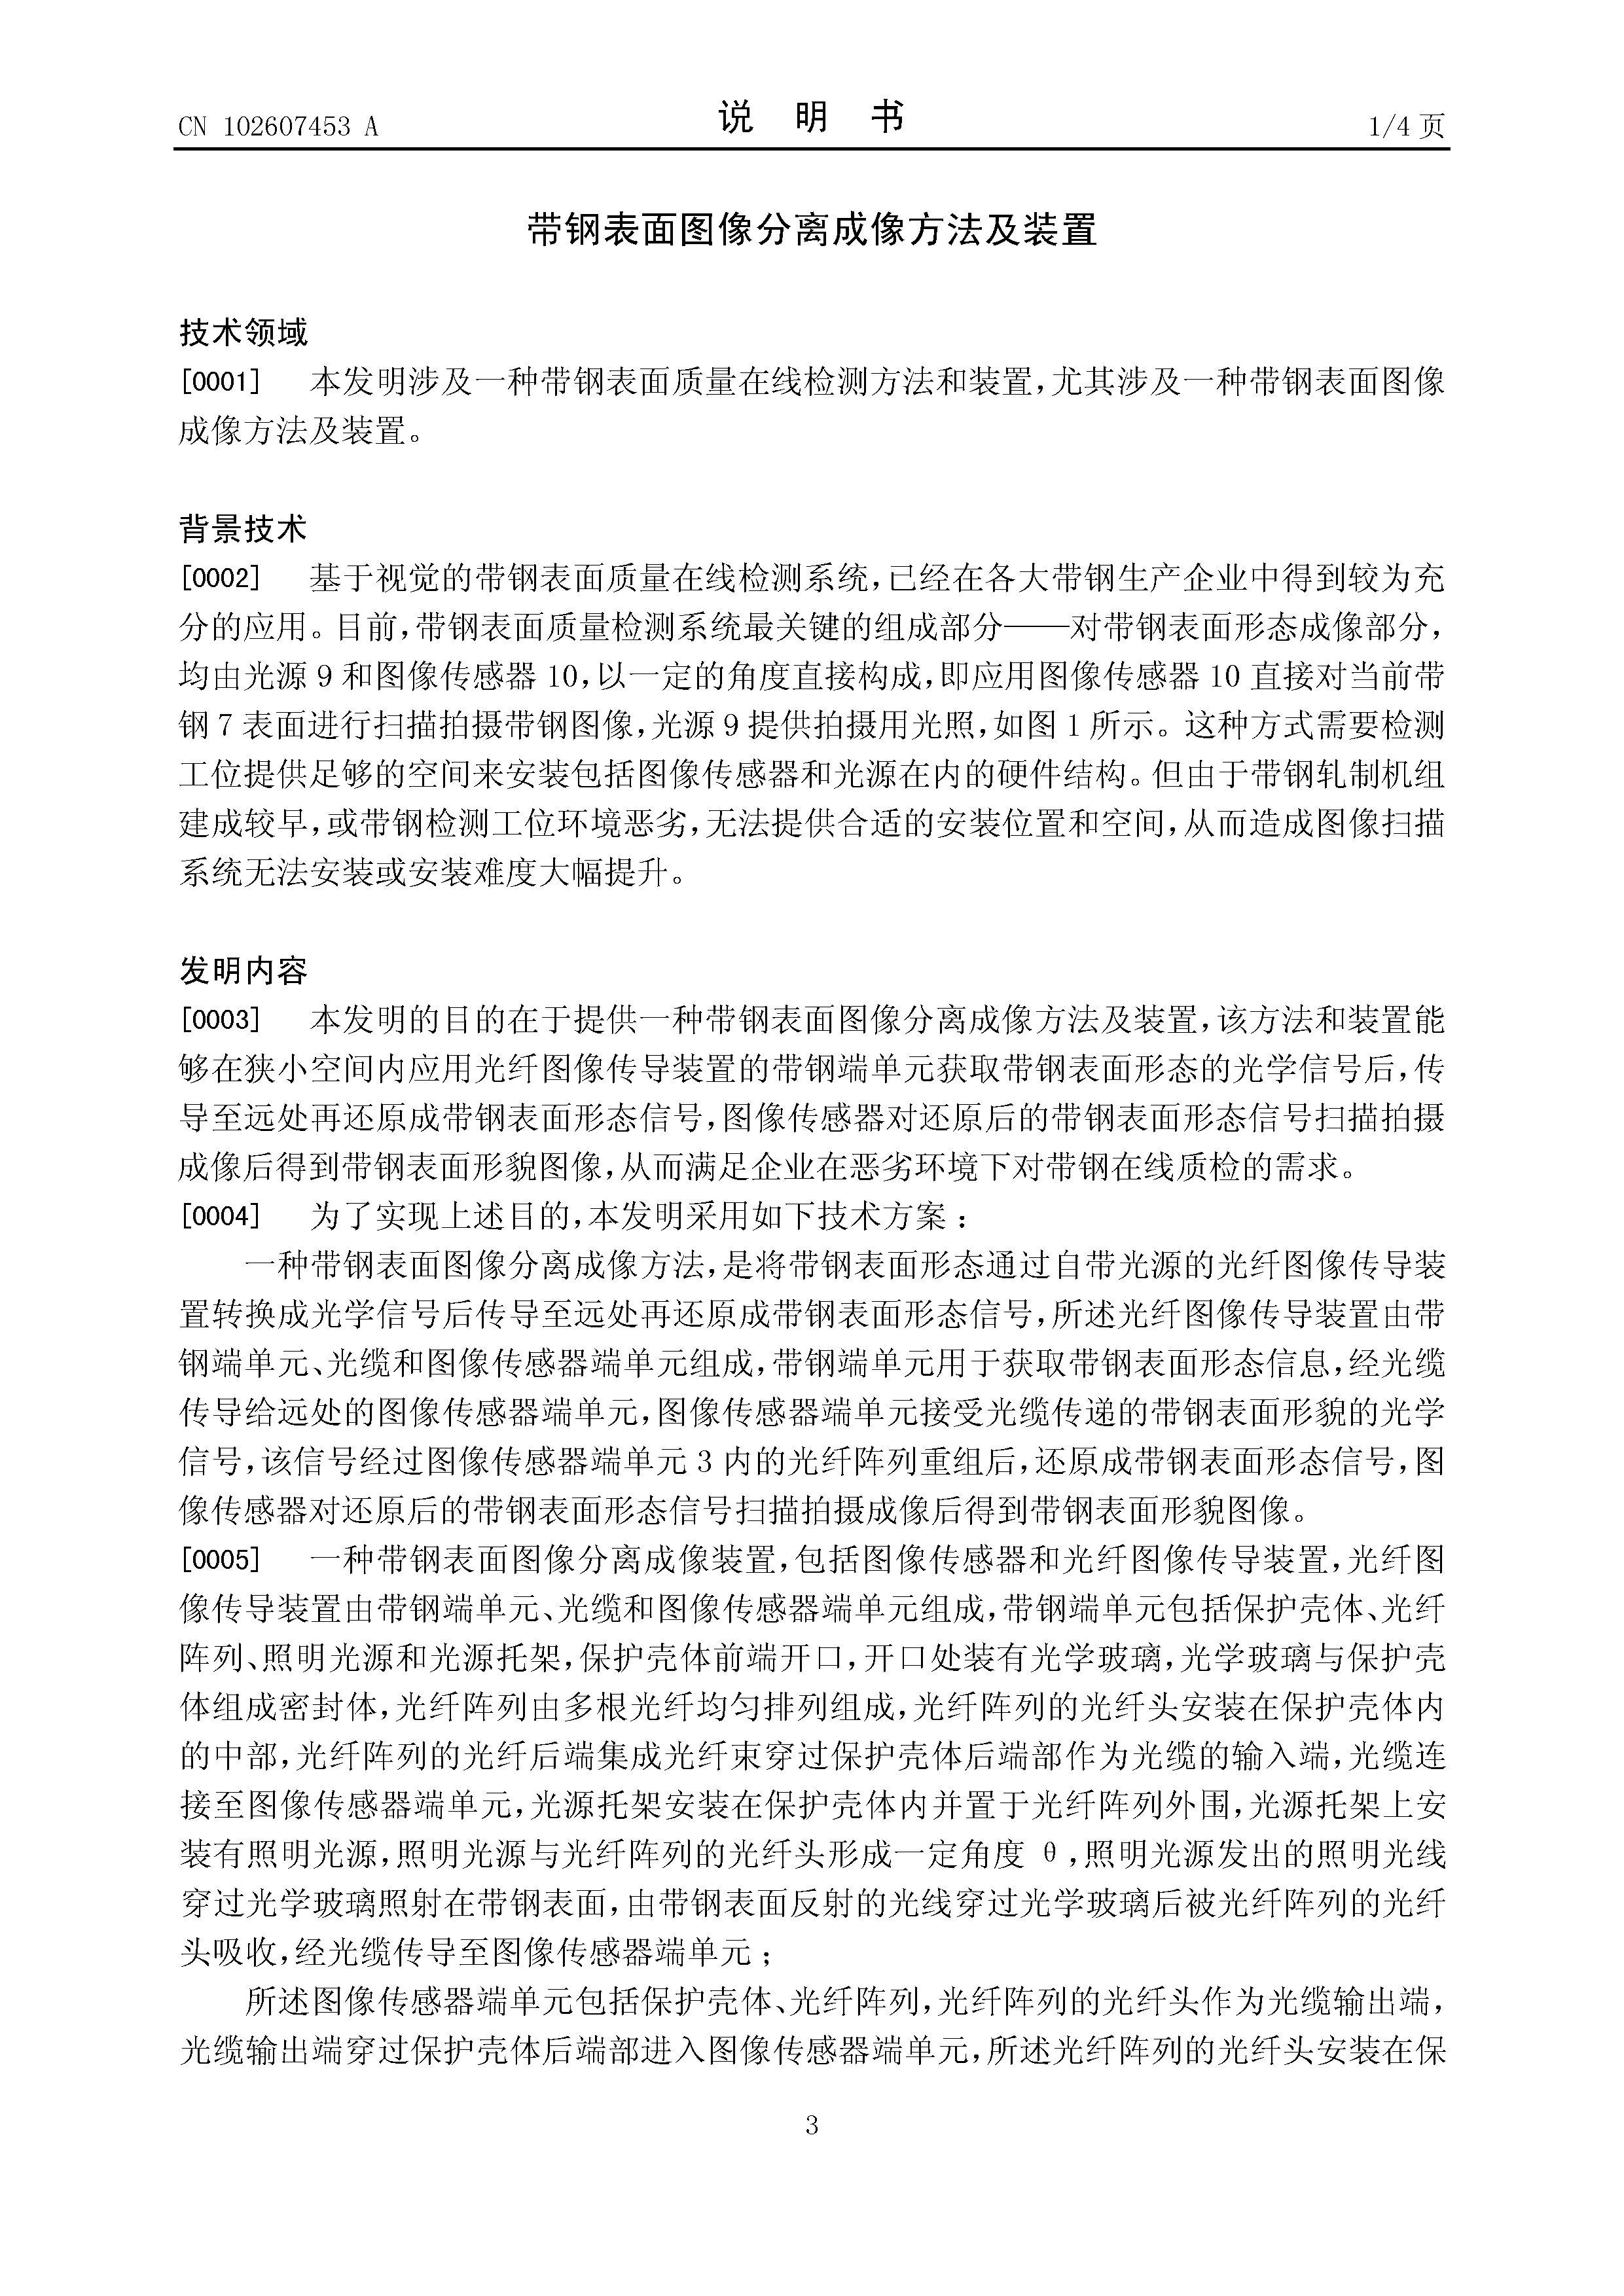 CN 102607453 A
说 明 书
1/4 页
带钢表面图像分离成像方法及装置
技术领域
[0001] 本发明涉及一种带钢表面质量在线检测方法和装置,尤其涉及一种带钢表面图像
成像方法及装置。
背景技术
[0002] 基于视觉的带钢表面质量在线检测系统,已经在各大带钢生产企业中得到较为充
分的应用。目前,带钢表面质量检测系统最关键的组成部分——对带钢表面形态成像部分,
均由光源 9 和图像传感器 10,以一定的角度直接构成,即应用图像传感器 10 直接对当前带
钢 7 表面进行扫描拍摄带钢图像,光源 9 提供拍摄用光照,如图 1 所示。这种方式需要检测
工位提供足够的空间来安装包括图像传感器和光源在内的硬件结构。但由于带钢轧制机组
建成较早,或带钢检测工位环境恶劣,无法提供合适的安装位置和空间,从而造成图像扫描
系统无法安装或安装难度大幅提升。
发明内容
[0003] 本发明的目的在于提供一种带钢表面图像分离成像方法及装置,该方法和装置能
够在狭小空间内应用光纤图像传导装置的带钢端单元获取带钢表面形态的光学信号后,传
导至远处再还原成带钢表面形态信号,图像传感器对还原后的带钢表面形态信号扫描拍摄
成像后得到带钢表面形貌图像,从而满足企业在恶劣环境下对带钢在线质检的需求。
[0004] 为了实现上述目的,本发明采用如下技术方案：
一种带钢表面图像分离成像方法,是将带钢表面形态通过自带光源的光纤图像传导装
置转换成光学信号后传导至远处再还原成带钢表面形态信号,所述光纤图像传导装置由带
钢端单元、光缆和图像传感器端单元组成,带钢端单元用于获取带钢表面形态信息,经光缆
传导给远处的图像传感器端单元,图像传感器端单元接受光缆传递的带钢表面形貌的光学
信号,该信号经过图像传感器端单元 3 内的光纤阵列重组后,还原成带钢表面形态信号,图
像传感器对还原后的带钢表面形态信号扫描拍摄成像后得到带钢表面形貌图像。
[0005] 一种带钢表面图像分离成像装置,包括图像传感器和光纤图像传导装置,光纤图
像传导装置由带钢端单元、光缆和图像传感器端单元组成,带钢端单元包括保护壳体、光纤
阵列、照明光源和光源托架,保护壳体前端开口,开口处装有光学玻璃,光学玻璃与保护壳
体组成密封体,光纤阵列由多根光纤均匀排列组成,光纤阵列的光纤头安装在保护壳体内
的中部,光纤阵列的光纤后端集成光纤束穿过保护壳体后端部作为光缆的输入端,光缆连
接至图像传感器端单元,光源托架安装在保护壳体内并置于光纤阵列外围,光源托架上安
装有照明光源,照明光源与光纤阵列的光纤头形成一定角度 θ,照明光源发出的照明光线
穿过光学玻璃照射在带钢表面,由带钢表面反射的光线穿过光学玻璃后被光纤阵列的光纤
头吸收,经光缆传导至图像传感器端单元；
所述图像传感器端单元包括保护壳体、光纤阵列,光纤阵列的光纤头作为光缆输出端,
光缆输出端穿过保护壳体后端部进入图像传感器端单元,所述光纤阵列的光纤头安装在保
3